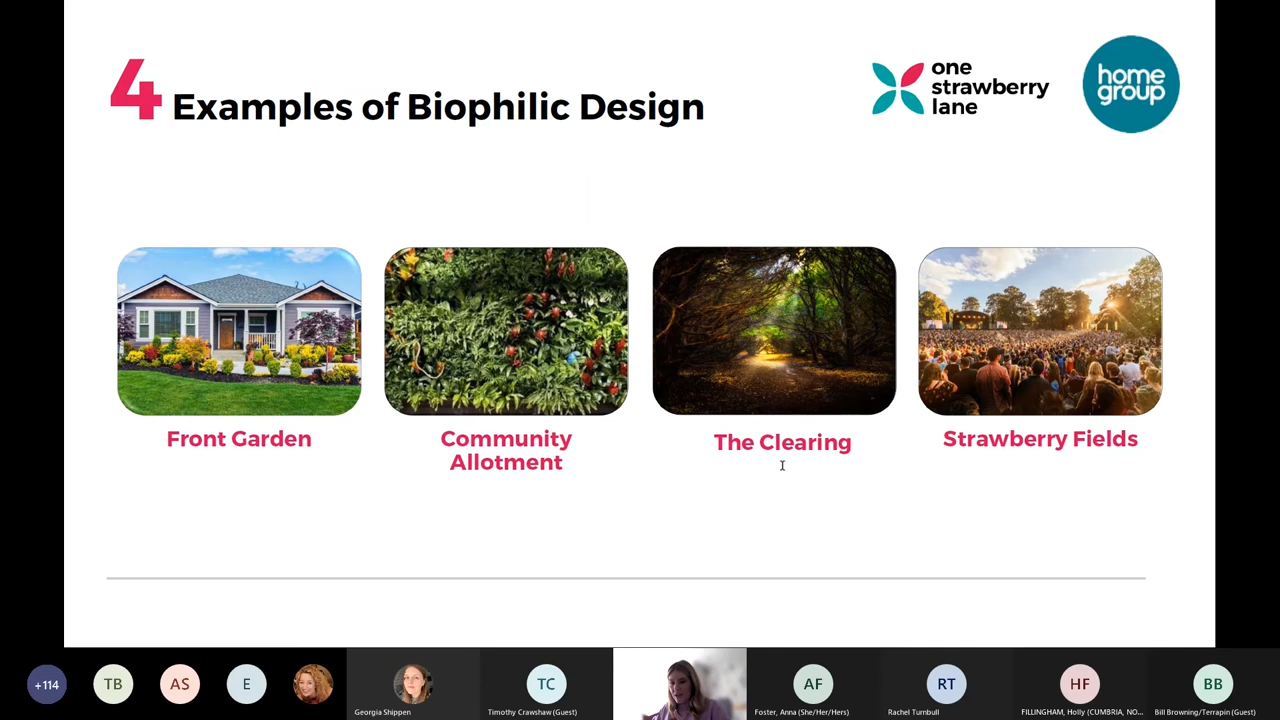 4 Examples of Biophilic Design
one
strawberry
lane
home
group
Front Garden
Community
Allotment
The Clearing
Strawberry Fields
+114
TB
AS
E
Georgia Shippen
TC
Timothy Crawshaw (Guest)
AF
Foster, Anna (She/Her/Hers)
RT
Rachel Turnbull
HF
FILLINGHAM, Holly (CUMBRIA, NO...
BB
Bill Browning/Terrapin (Guest)